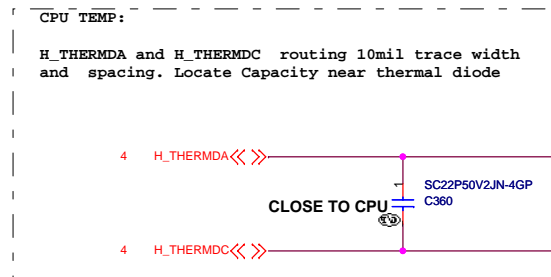 CPU TEMP:
H_THERMDA and H_THERMDC routing 10mil trace width
and spacing. Locate Capacity near thermal diode
4 H_THERMDA
1
SC22P50V2JN-4GP
C360
CLOSE TO CPU
4 H_THERMDC